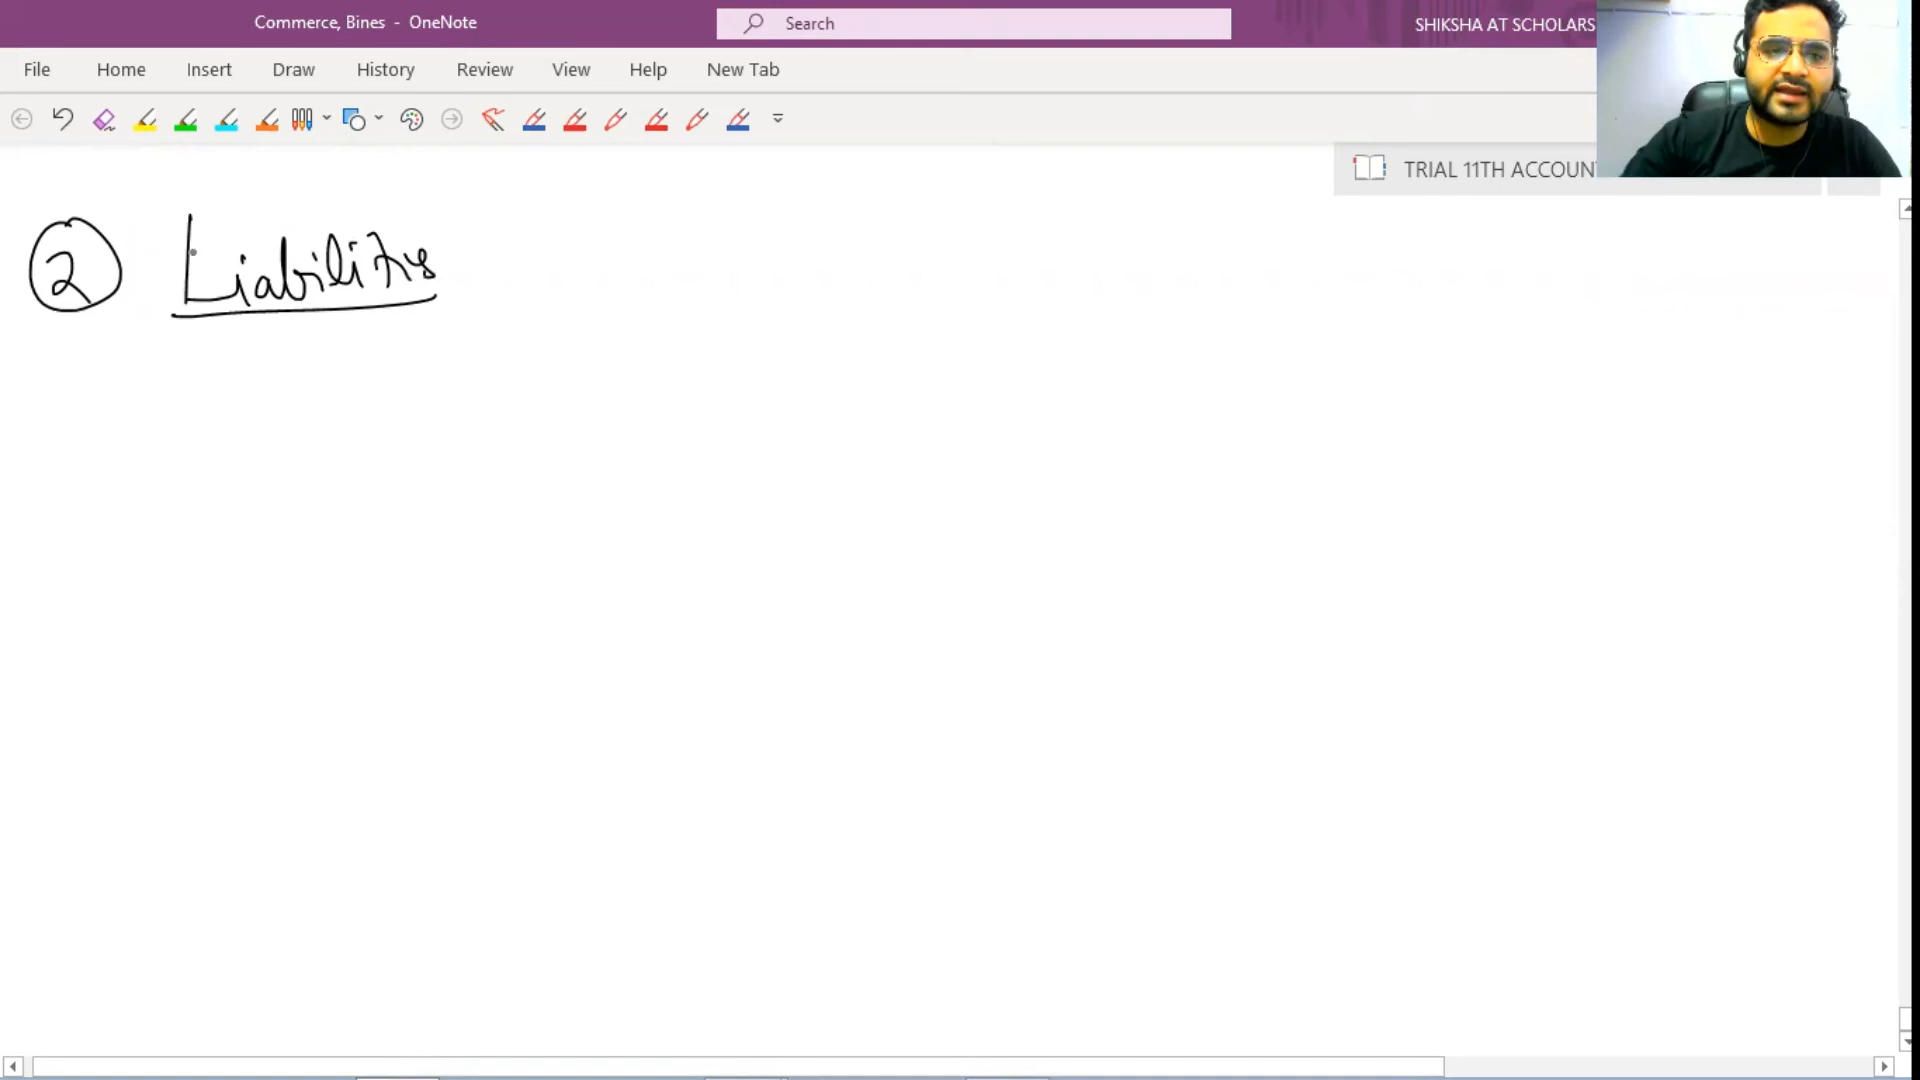 Commerce, Bines - OneNote
Search
SHIKSHA AT SCHOLARS
File Home Insert Draw History Review View Help New Tab
TRIAL 11TH ACCOUN
2 Liabilities